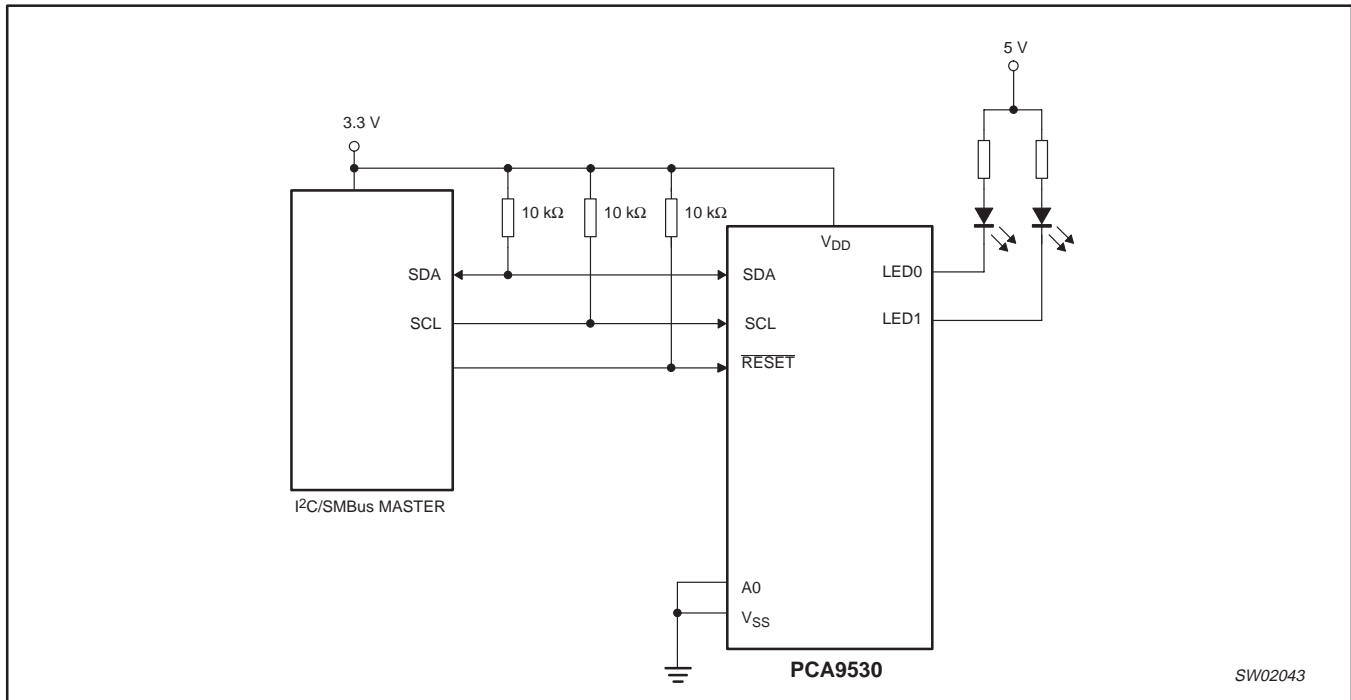 5 V
3.3 V
10 kΩ
10 kΩ
10 kΩ
VDD
SDA
SDA
LED0
SCL
SCL
LED1
RESET
I2C/SMBus MASTER
A0
VSS
PCA9530
SW02043